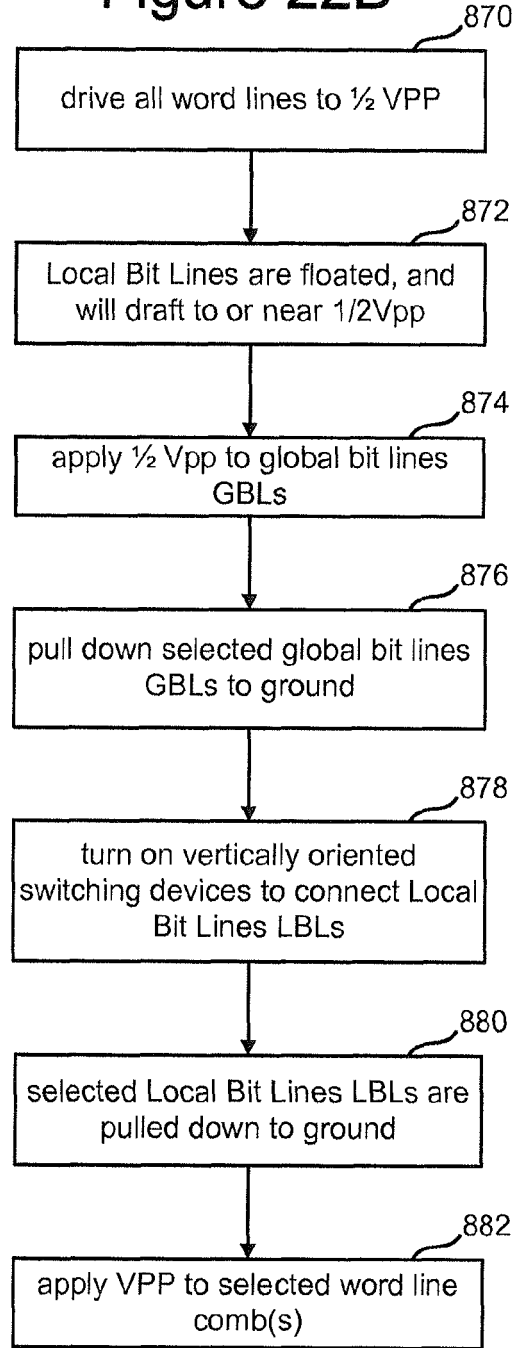 Figure 22B
870
drive all word lines to ½ VPP
872
Local Bit Lines are floated, and
will draft to or near 1/2Vpp
874
apply ½ Vpp to global bit lines
GBLs
876
pull down selected global bit lines
GBLs to ground
878
turn on vertically oriented
switching devices to connect Local
Bit Lines LBLs
880
selected Local Bit Lines LBLs are
pulled down to ground
882
apply VPP to selected word line
comb(s)